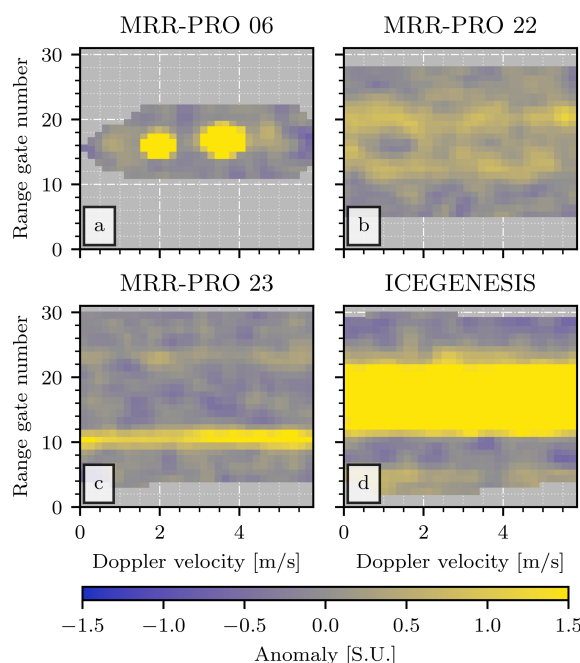 MRR-PRO 06
MRR-PRO 22
Range gate number
30
20
10
0
a
b
MRR-PRO 23
ICEGENESIS
Range gate number
30
20
10
0
c
d
0 2 4
0 2 4
Doppler velocity [m/s]
Doppler velocity [m/s]
−1.5 −1.0 −0.5 0.0 0.5 1.0 1.5
Anomaly [S.U.]